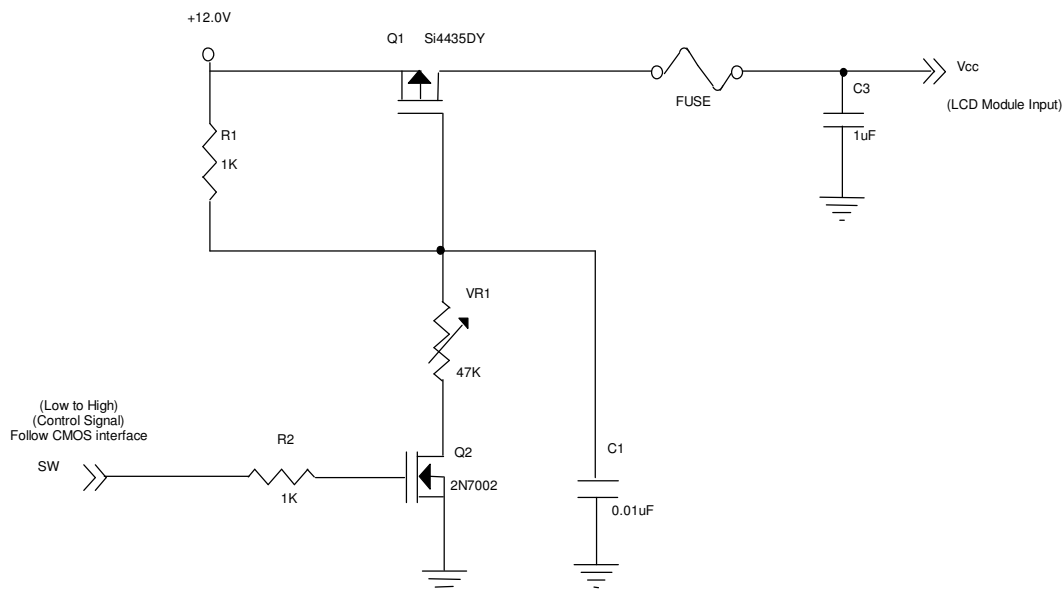 +12.0V
Q1 Si4435DY
Vcc
FUSE
C3
(LCD Module Input)
R1
1uF
1K
VR1
47K
(Low to High)
(Control Signal)
Follow CMOS interface
R2
Q2
C1
SW
2N7002
1K
0.01uF